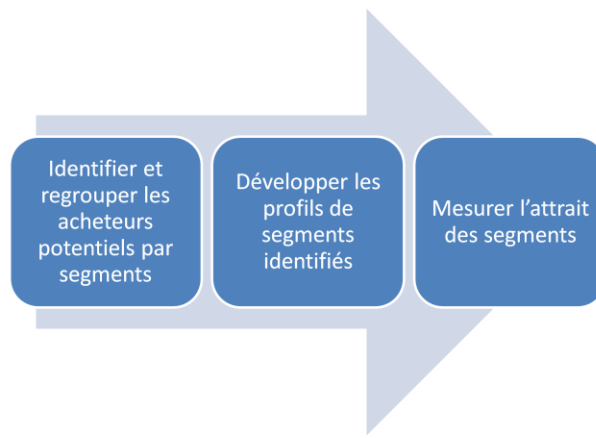 Identifier et
regrouper les
acheteurs
potentiels par
segments
Développer les
profils de
segments
identifiés
Mesurer l’attrait
des segments